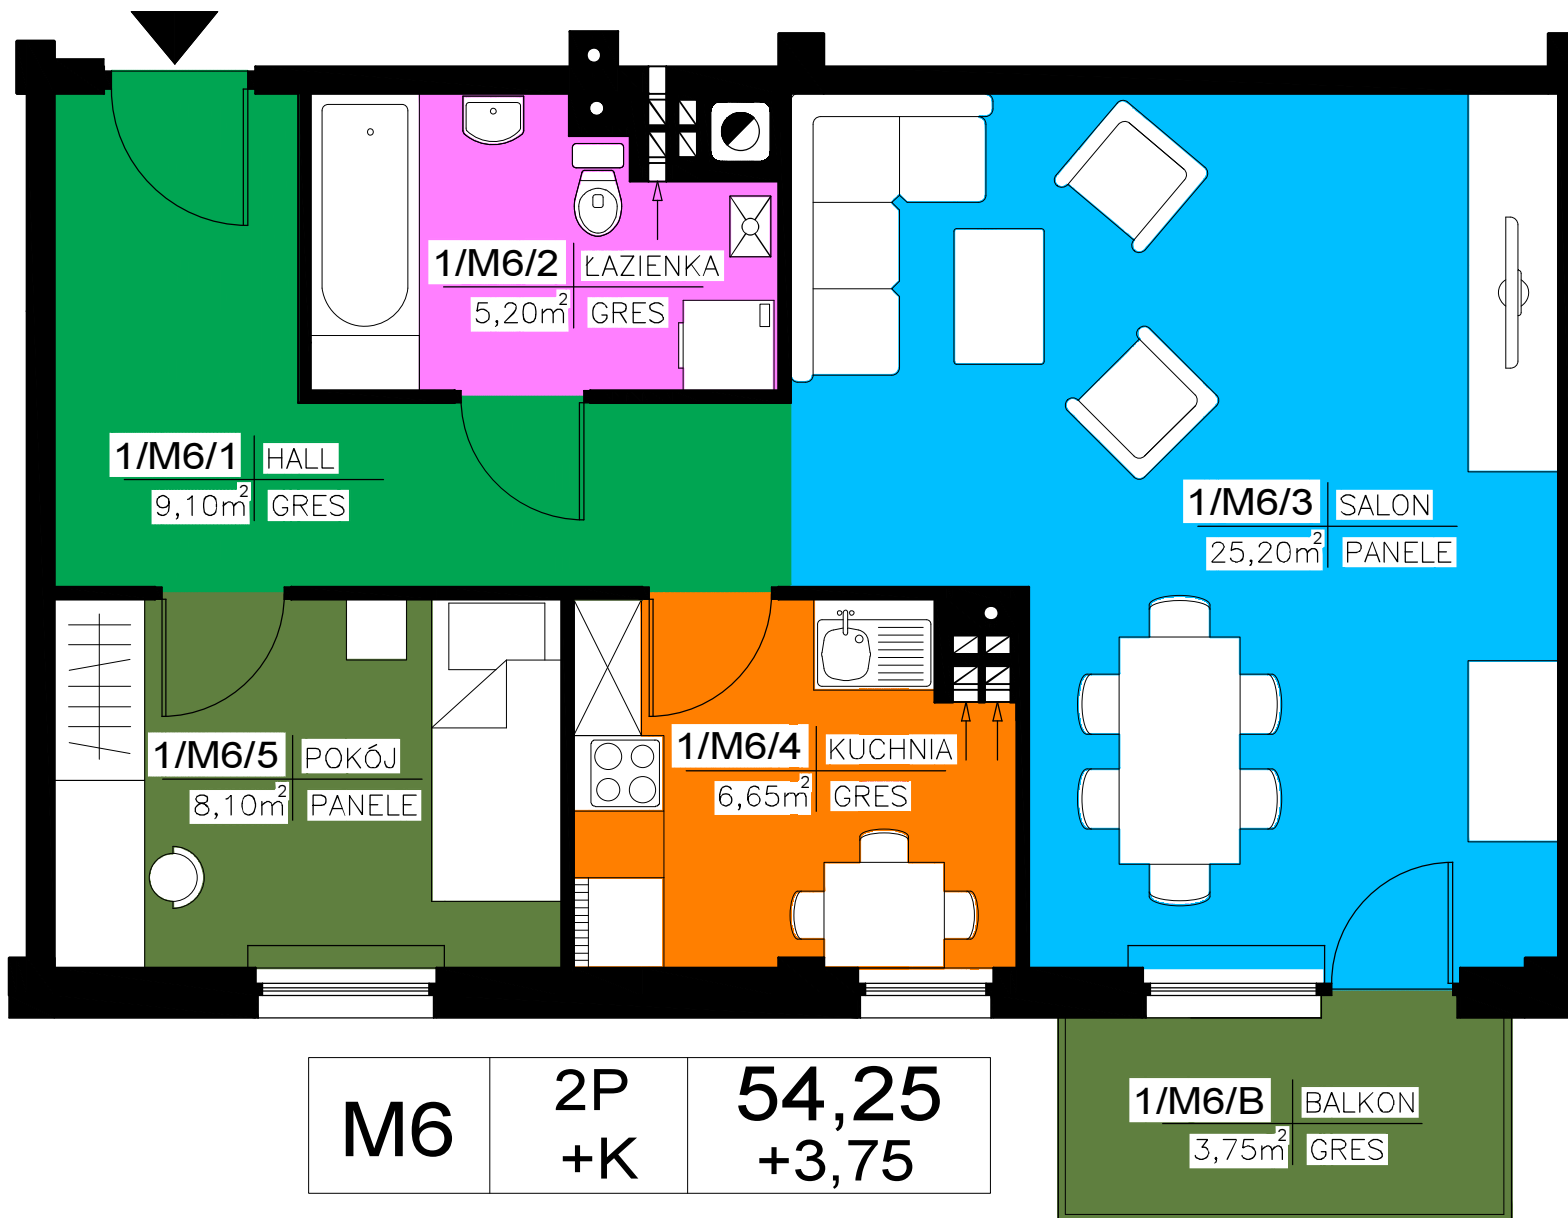 1/M6/2 ŁAZIENKA
5,20m² GRES
1/M6/1 HALL
9,10m² GRES
1/M6/3 SALON
25,20m² PANELE
1/M6/5 POKÓJ
8,10m² PANELE
1/M6/4 KUCHNIA
6,65m² GRES
M6
2P
+K
54,25
+3,75
1/M6/B BALKON
3,75m² GRES